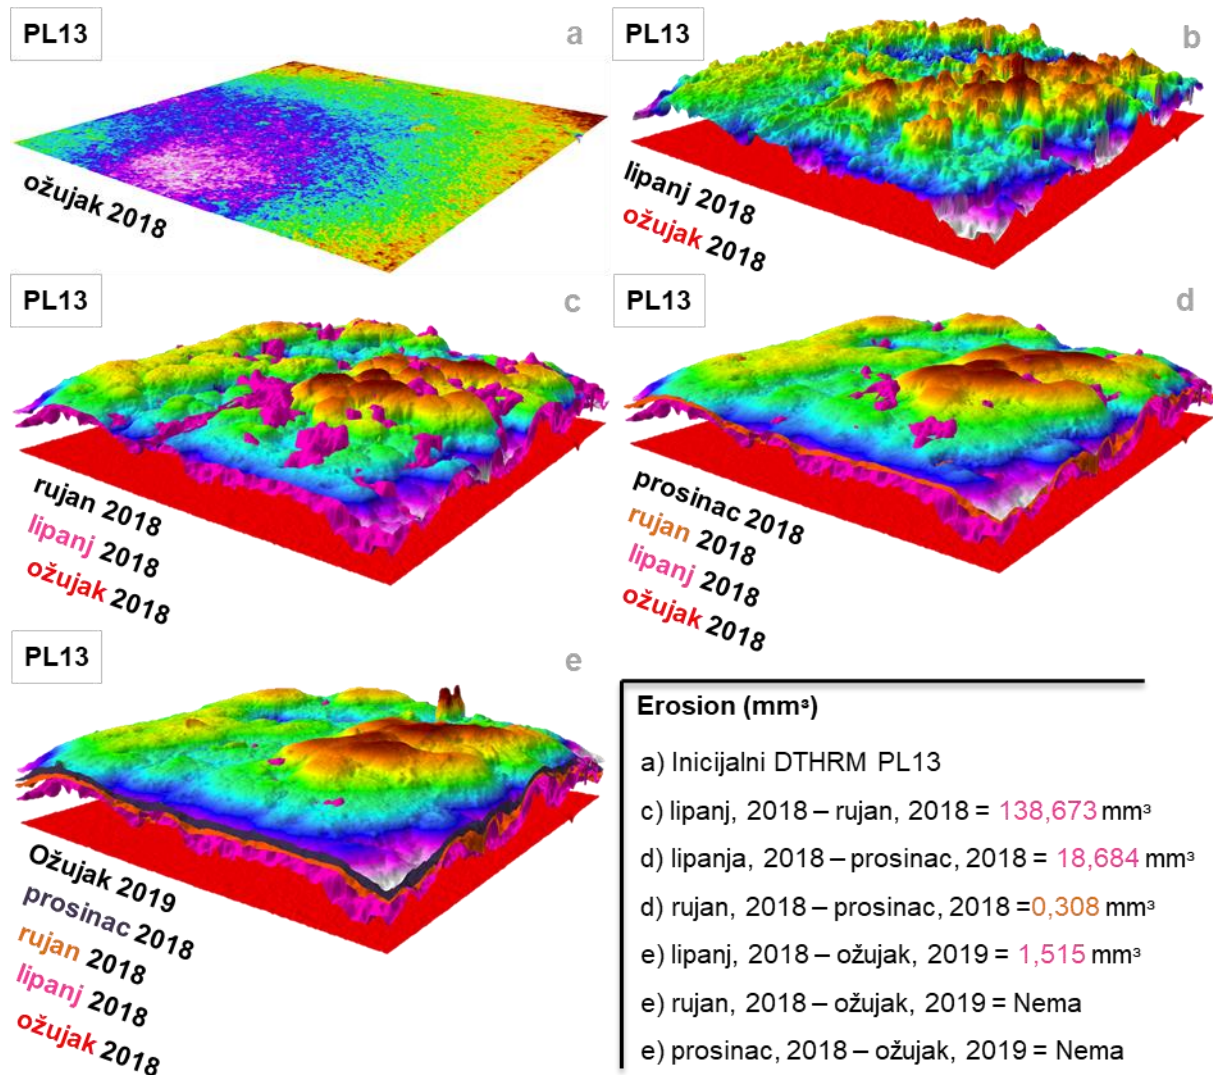 PL13
a
ožujak 2018
PL13
b
lipanj 2018
ožujak 2018
PL13
c
rujan 2018
lipanj 2018
ožujak 2018
PL13
d
prosinac 2018
rujan 2018
lipanj 2018
ožujak 2018
PL13
e
Ožujak 2019
prosinac 2018
rujan 2018
lipanj 2018
ožujak 2018
Erosion (mm³)
a) Inicijalni DTHRM PL13
c) lipanj, 2018 – rujan, 2018 = 138,673 mm³
d) lipanja, 2018 – prosinac, 2018 = 18,684 mm³
d) rujan, 2018 – prosinac, 2018 =0,308 mm³
e) lipanj, 2018 – ožujak, 2019 = 1,515 mm³
e) rujan, 2018 – ožujak, 2019 = Nema
e) prosinac, 2018 – ožujak, 2019 = Nema